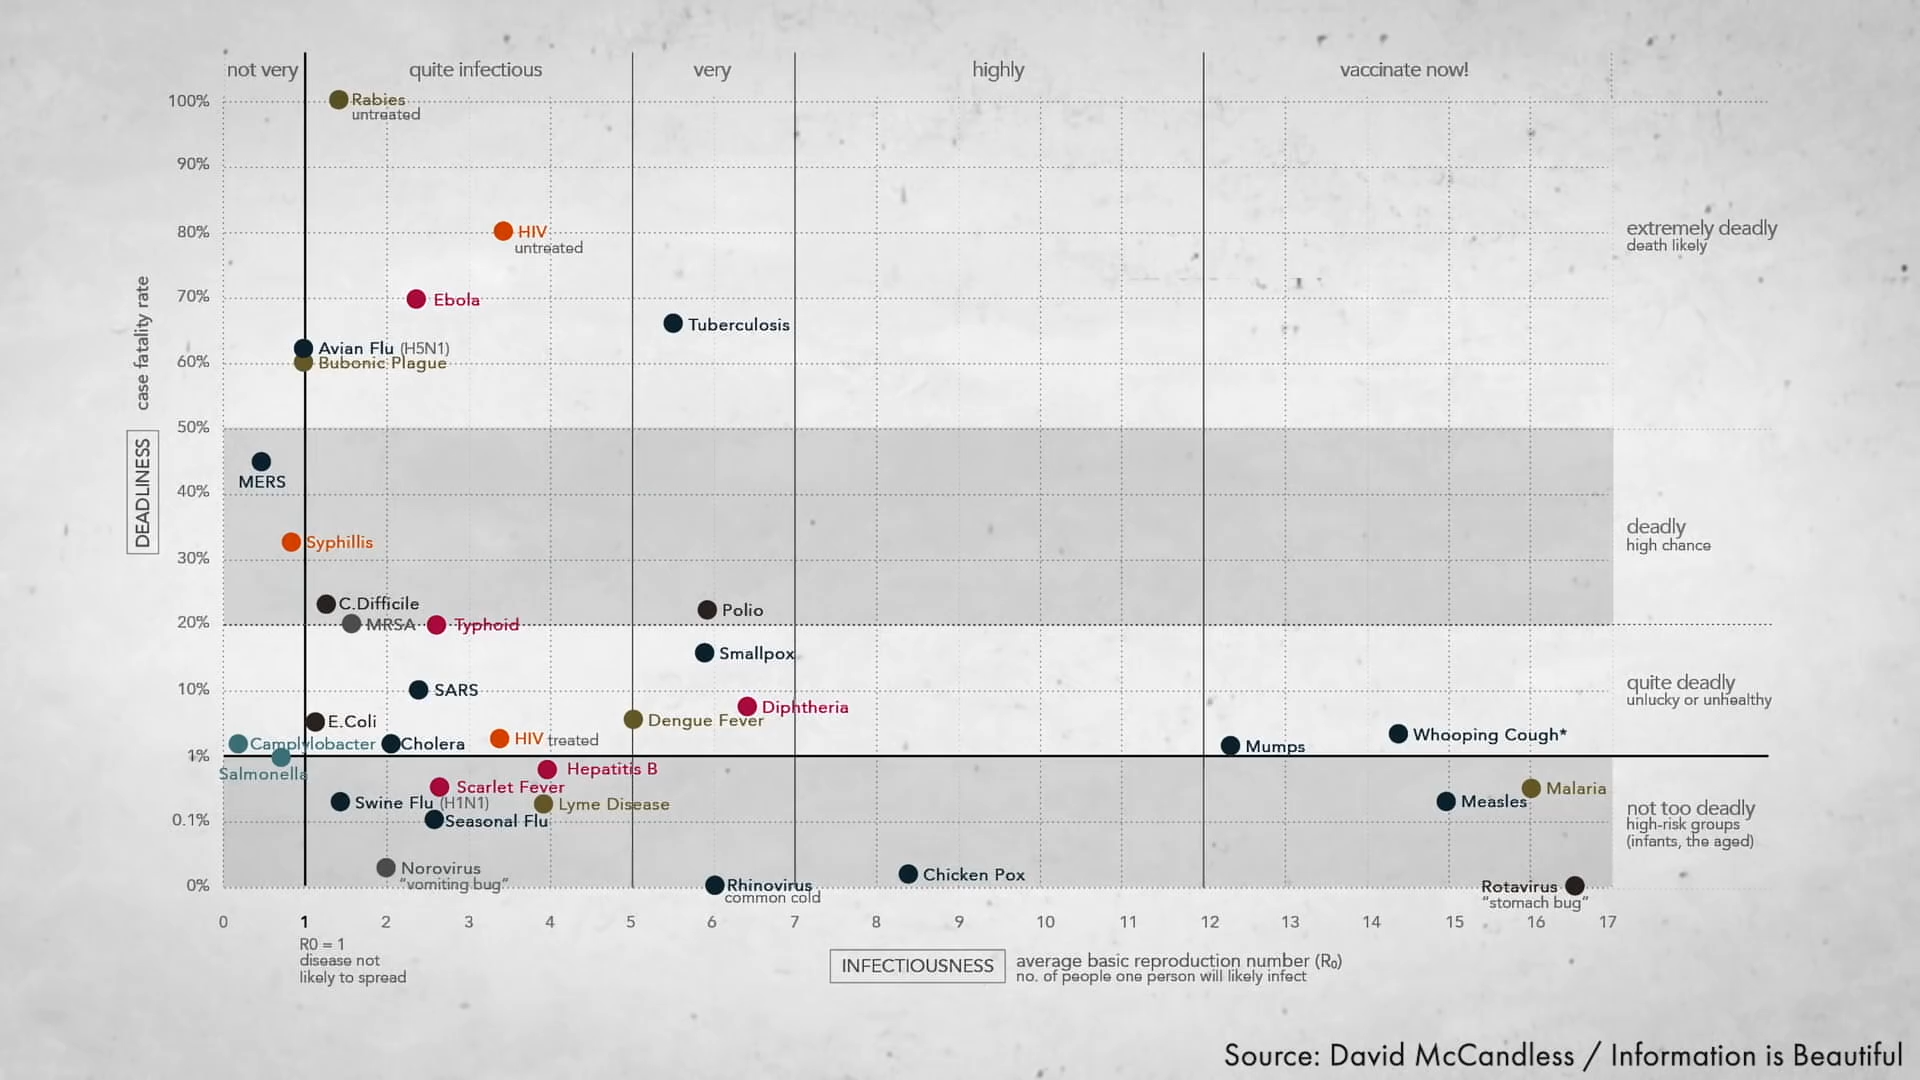 not very
quite infectious
very
highly
vaccinate now!
100%
Rabies
untreated
90%
80%
HIV
untreated
extremely deadly
death likely
70%
Ebola
Tuberculosis
case fatality rate
Avian Flu (H5N1)
60%
Bubonic Plague
50%
DEADLINESS
MERS
40%
Syphillis
deadly
high chance
30%
C.Difficile
20%
MRSA
Typhoid
Polio
Smallpox
10%
SARS
quite deadly
unlucky or unhealthy
Diphtheria
E.Coli
Dengue Fever
Camplylobacter
Cholera
HIV treated
Mumps
Whooping Cough*
1%
Salmonella
Hepatitis B
Scarlet Fever
Malaria
Swine Flu (H1N1)
Lyme Disease
Measles
not too deadly
high-risk groups
(infants, the aged)
0.1%
Seasonal Flu
Norovirus
"vomiting bug"
Chicken Pox
0%
Rhinovirus
common cold
Rotavirus
"stomach bug"
0 1 2 3 4 5 6 7 8 9 10 11 12 13 14 15 16 17
R0 = 1
disease not
likely to spread
INFECTIOUSNESS
average basic reproduction number (R₀)
no. of people one person will likely infect
Source: David McCandless / Information is Beautiful